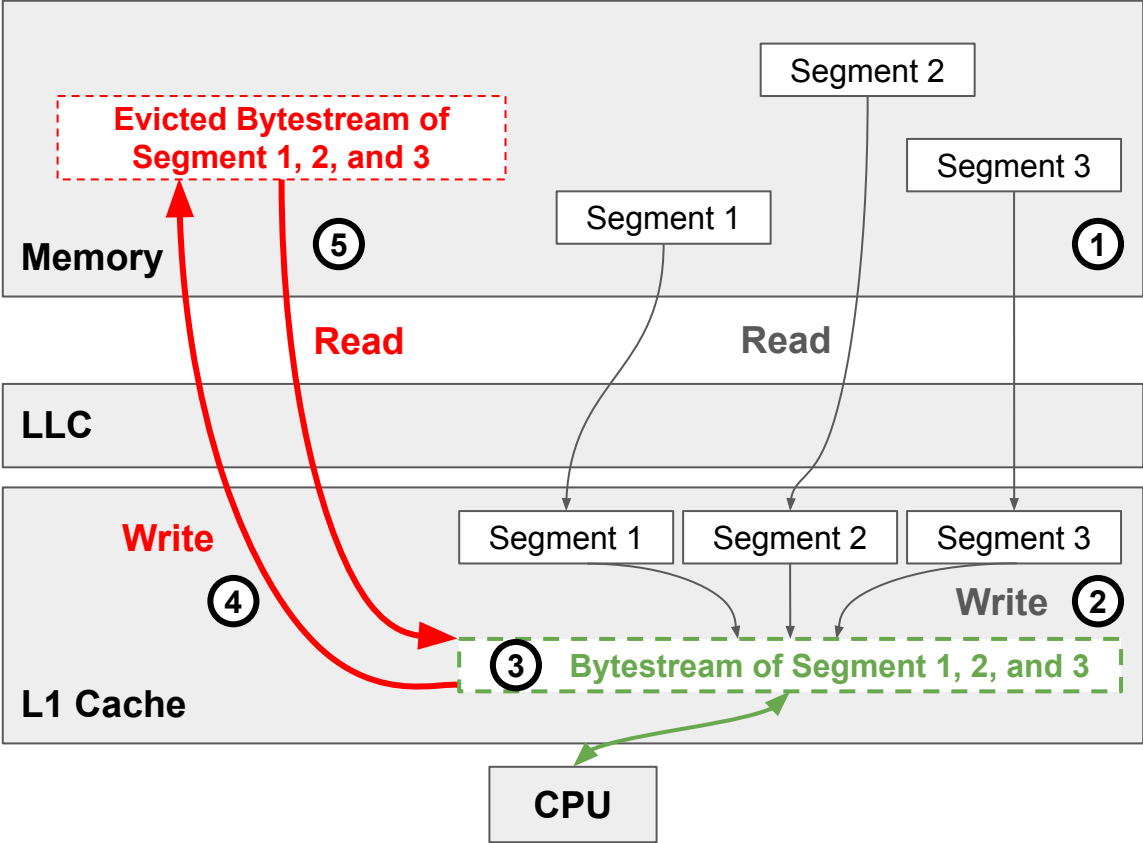 Segment 2
Evicted Bytestream of
Segment 1, 2, and 3
Segment 3
Segment 1
5
1
Memory
Read
Read
LLC
Write
Segment 1
Segment 2
Segment 3
4
Write
2
3
Bytestream of Segment 1, 2, and 3
L1 Cache
CPU